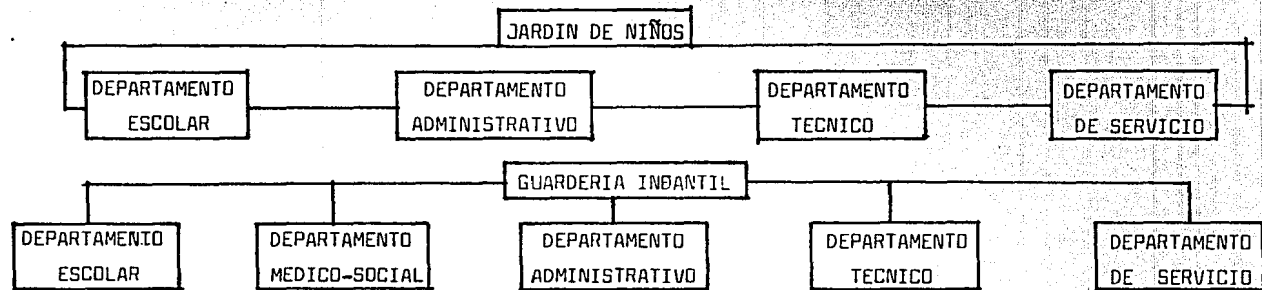 JARDIN DE NIÑOS
DEPARTAMENTO
ESCOLAR
DEPARTAMENTO
ADMINISTRATIVO
DEPARTAMENTO
TECNICO
DEPARTAMENTO
DE SERVICIO
GUARDERIA INDANTIL
DEPARTAMENIO
ESCOLAR
DEPARTAMENTO
MEDICO-SOCIAL
DEPARTAMENTO
ADMINISTRATIVO
DEPARTAMENTO
TECNICO
DEPARTAMENTO
DE SERVICIO